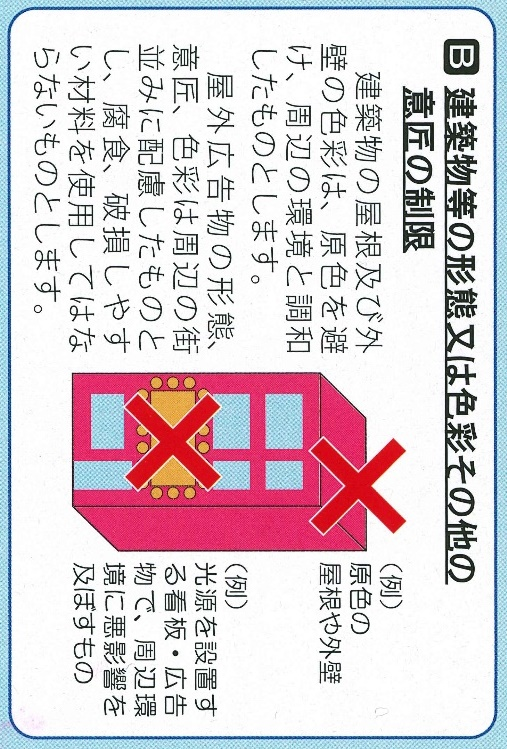 B 建築物等の形態又は色彩その他の
意匠の制限
建築物の屋根及び外
壁の色彩は、原色を避
け、周辺の環境と調和
したものとします。
屋外広告物の形態、
意匠、色彩は周辺の街
並みに配慮したものと
し、腐食、破損しやす
い材料を使用してはな
らないものとします。
(例)
原色の
屋根や外壁
(例)
光源を設置す
る看板・広告
物で、周辺環
境に悪影響を
及ぼすもの